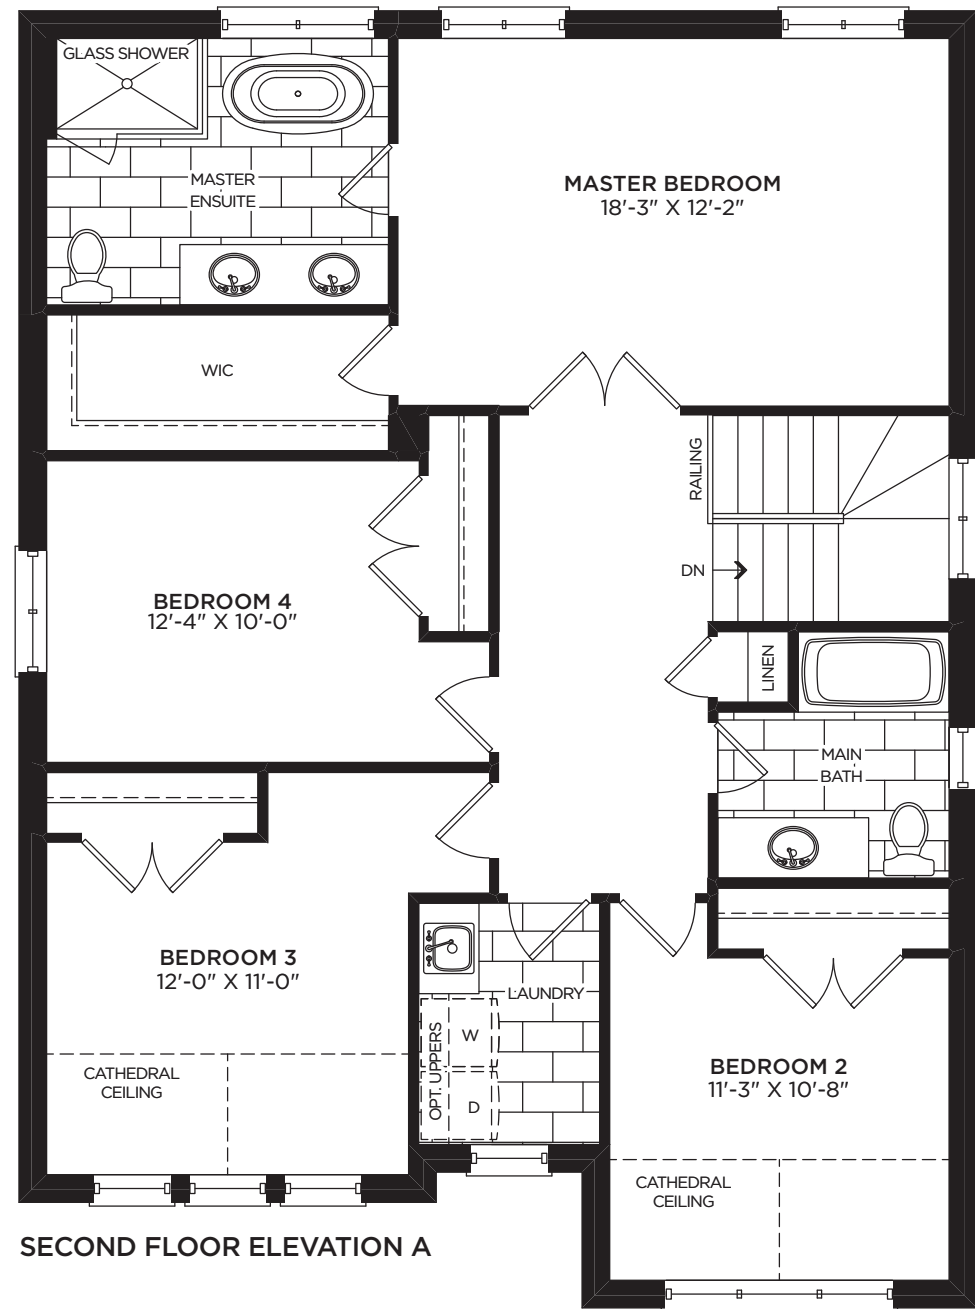 GLASS SHOWER
MASTER
ENSUITE
MASTER BEDROOM
18'-3" X 12'-2"
WIC
RAILING
DN
BEDROOM 4
12'-4" X 10'-0"
LINEN
MAIN
BATH
BEDROOM 3
12'-0" X 11'-0"
LAUNDRY
OPT. UPPERS
W
D
BEDROOM 2
11'-3" X 10'-8"
CATHEDRAL
CEILING
CATHEDRAL
CEILING
SECOND FLOOR ELEVATION A